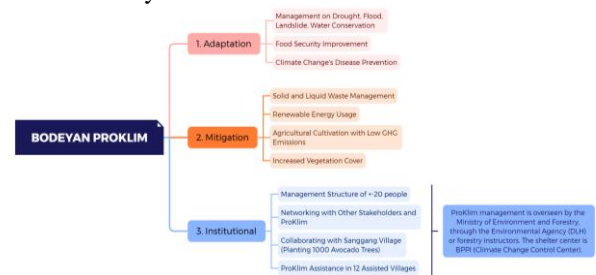 BODEYAN PROKLIM
1. Adaptation
Management on Drought, Flood,
Landslide, Water Conservation
Food Security Improvement
Climate Change's Disease Prevention
2. Mitigation
Solid and Liquid Waste Management
Renewable Energy Usage
Agricultural Cultivation with Low GHG
Emissions
Increased Vegetation Cover
3. Institutional
Management Structure of +-20 people
Networking with Other Stakeholders and
ProKlim
Collaborating with Sanggang Village
(Planting 1000 Avocado Trees)
ProKlim Assistance in 12 Assisted Villages
ProKlim management is overseen by the
Ministry of Environment and Forestry,
through the Environmental Agency (DLH)
or forestry instructors. The shelter center is
BPPI (Climate Change Control Center).